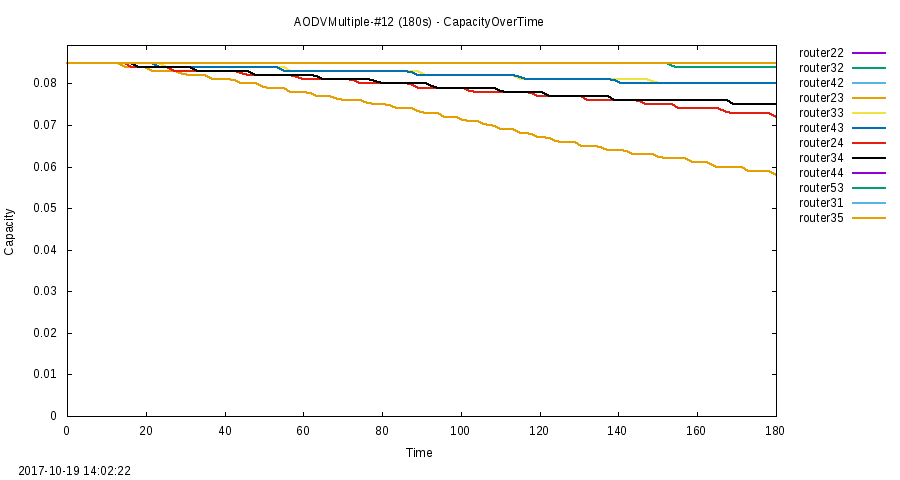 AODVMultiple-#12 (180s) - CapacityOverTime
router22
router32
router42
router23
router33
router43
router24
router34
router44
router53
router31
router35
Capacity
0.08
0.07
0.06
0.05
0.04
0.03
0.02
0.01
0
0 20 40 60 80 100 120 140 160 180
Time
2017-10-19 14:02:22